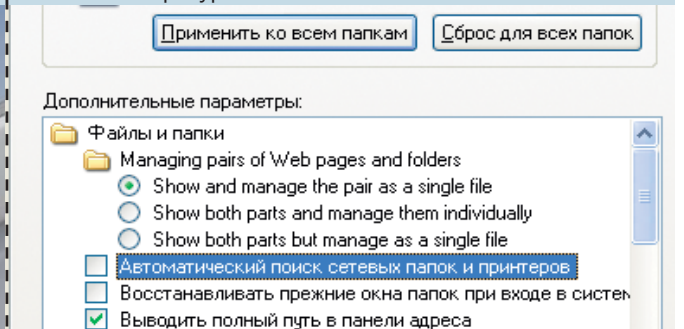 Применить ко всем папкам Сброс для всех папок
Дополнительные параметры:
Файлы и папки
Managing pairs of Web pages and folders
Show and manage the pair as a single file
Show both parts and manage them individually
Show both parts but manage as a single file
Автоматический поиск сетевых папок и принтеров
Восстанавливать прежние окна папок при входе в систем
Выводить полный путь в панели адреса